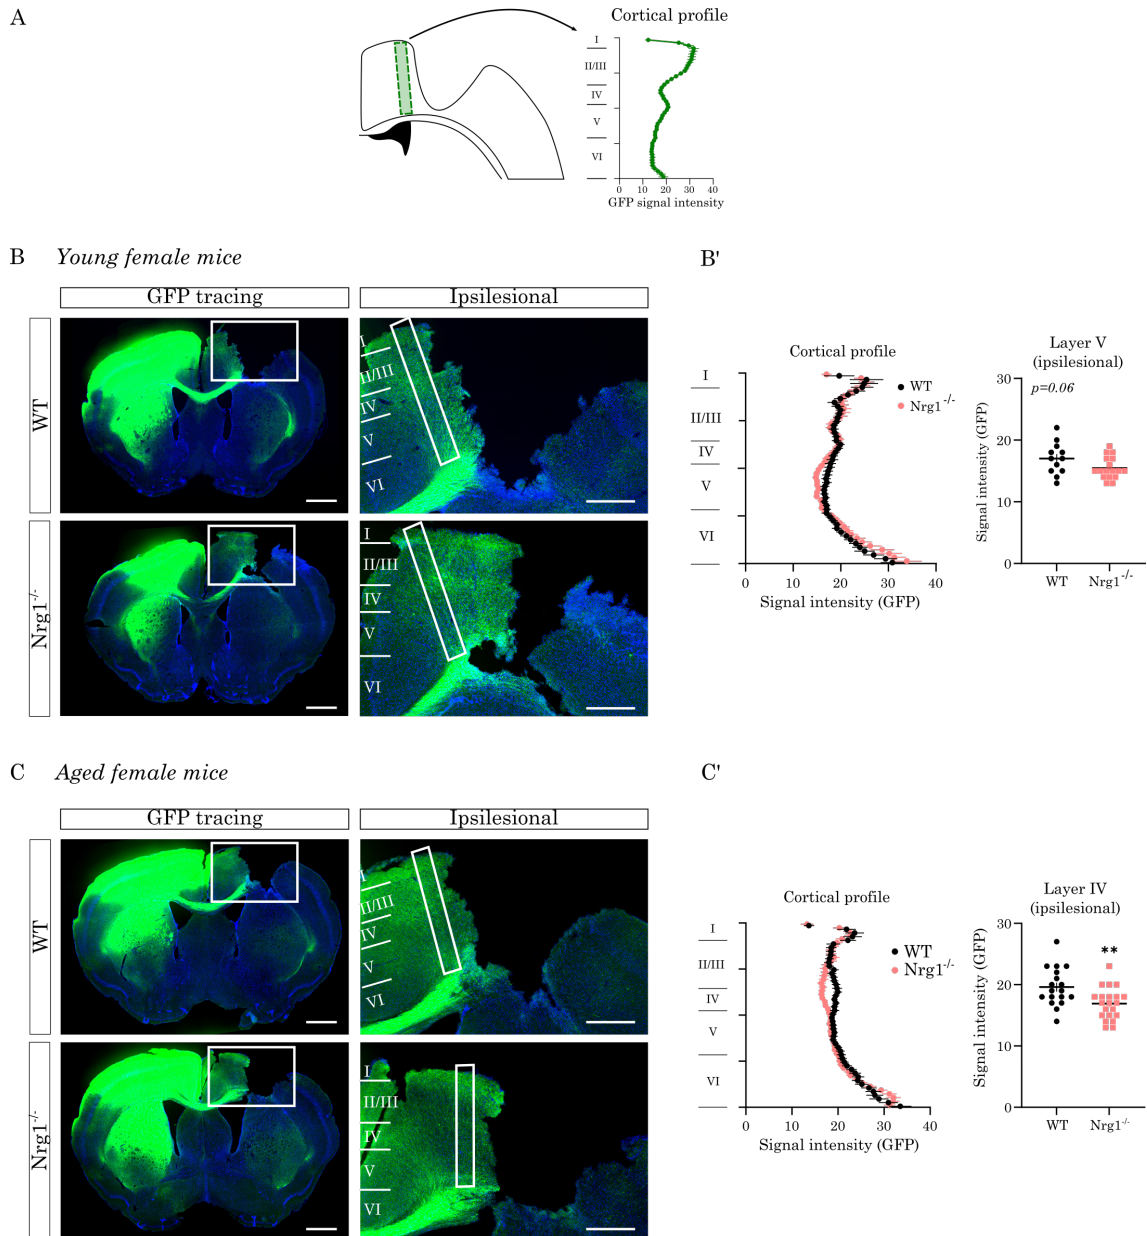 A
Cortical profile
I
II/III
IV
V
VI
0 10 20 30 40
GFP signal intensity
B Young female mice
B'
GFP tracing
Ipsilesional
WT
I
II/III
IV
V
VI
Nrg1-/-
I
II/III
IV
V
VI
Cortical profile
WT
Nrg1-/-
I
II/III
IV
V
VI
0 10 20 30 40
Signal intensity (GFP)
Layer V
(ipsilesional)
p=0.06
Signal intensity (GFP)
30
20
10
0
WT Nrg1-/-
C Aged female mice
C'
GFP tracing
Ipsilesional
WT
I
II/III
IV
V
VI
Nrg1-/-
I
II/III
IV
V
VI
Cortical profile
WT
Nrg1-/-
I
II/III
IV
V
VI
0 10 20 30 40
Signal intensity (GFP)
Layer IV
(ipsilesional)
**
Signal intensity (GFP)
30
20
10
0
WT Nrg1-/-